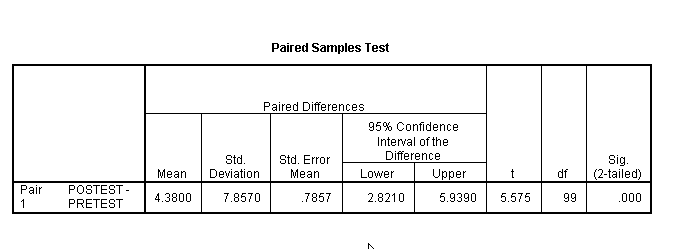 Paired Samples Test
Paired Differences
95% Confidence
Interval of the
Difference
Mean Std. Deviation Std. Error Mean Lower Upper t df Sig. (2-tailed)
Pair 1 POSTEST - PRETEST 4.3800 7.8570 .7857 2.8210 5.9390 5.575 99 .000